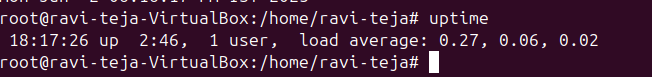 root@ravi-teja-VirtualBox:/home/ravi-teja# uptime
 18:17:26 up  2:46,  1 user,  load average: 0.27, 0.06, 0.02
root@ravi-teja-VirtualBox:/home/ravi-teja#